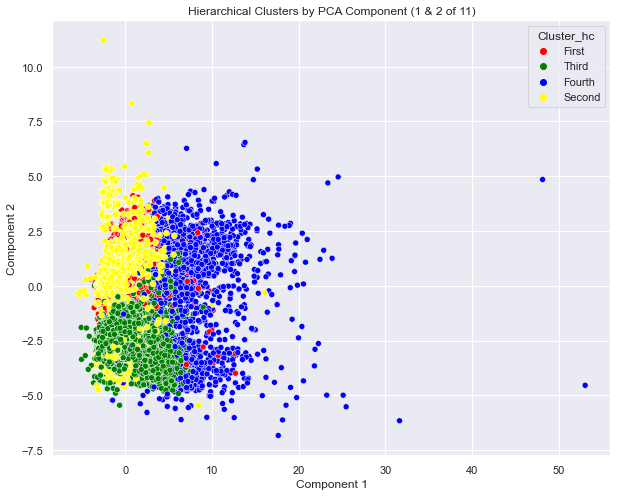 Hierarchical Clusters by PCA Component (1 & 2 of 11)
Cluster_hc
First
Third
Fourth
Second
10.0
7.5
5.0
2.5
0.0
−2.5
−5.0
−7.5
Component 2
0
10
20
30
40
50
Component 1